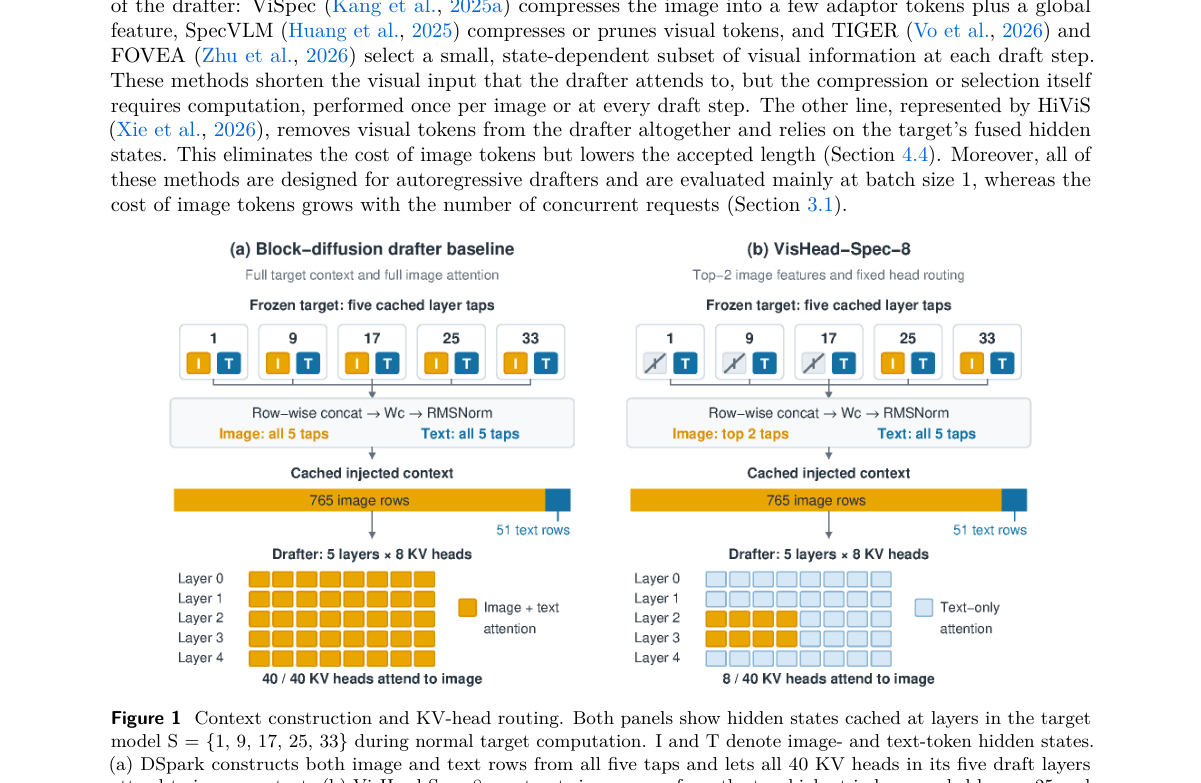 of the drafter: ViSpec (Kang et al., 2025a) compresses the image into a few adaptor tokens plus a global
feature, SpecVLM (Huang et al., 2025) compresses or prunes visual tokens, and TIGER (Vo et al., 2026) and
FOVEA (Zhu et al., 2026) select a small, state-dependent subset of visual information at each draft step.
These methods shorten the visual input that the drafter attends to, but the compression or selection itself
requires computation, performed once per image or at every draft step. The other line, represented by HiViS
(Xie et al., 2026), removes visual tokens from the drafter altogether and relies on the target's fused hidden
states. This eliminates the cost of image tokens but lowers the accepted length (Section 4.4). Moreover, all of
these methods are designed for autoregressive drafters and are evaluated mainly at batch size 1, whereas the
cost of image tokens grows with the number of concurrent requests (Section 3.1).
(a) Block–diffusion drafter baseline
Full target context and full image attention
Frozen target: five cached layer taps
1 9 17 25 33
I T I T I T I T I T
Row–wise concat → Wc → RMSNorm
Image: all 5 taps Text: all 5 taps
Cached injected context
765 image rows
51 text rows
Drafter: 5 layers × 8 KV heads
Layer 0
Layer 1
Layer 2
Layer 3
Layer 4
Image + text
attention
40 / 40 KV heads attend to image
(b) VisHead–Spec–8
Top–2 image features and fixed head routing
Frozen target: five cached layer taps
1 9 17 25 33
I T I T I T I T I T
Row–wise concat → Wc → RMSNorm
Image: top 2 taps Text: all 5 taps
Cached injected context
765 image rows
51 text rows
Drafter: 5 layers × 8 KV heads
Layer 0
Layer 1
Layer 2
Layer 3
Layer 4
Text–only
attention
8 / 40 KV heads attend to image
Figure 1 Context construction and KV-head routing. Both panels show hidden states cached at layers in the target
model S = {1, 9, 17, 25, 33} during normal target computation. I and T denote image- and text-token hidden states.
(a) DSpark constructs both image and text rows from all five taps and lets all 40 KV heads in its five draft layers